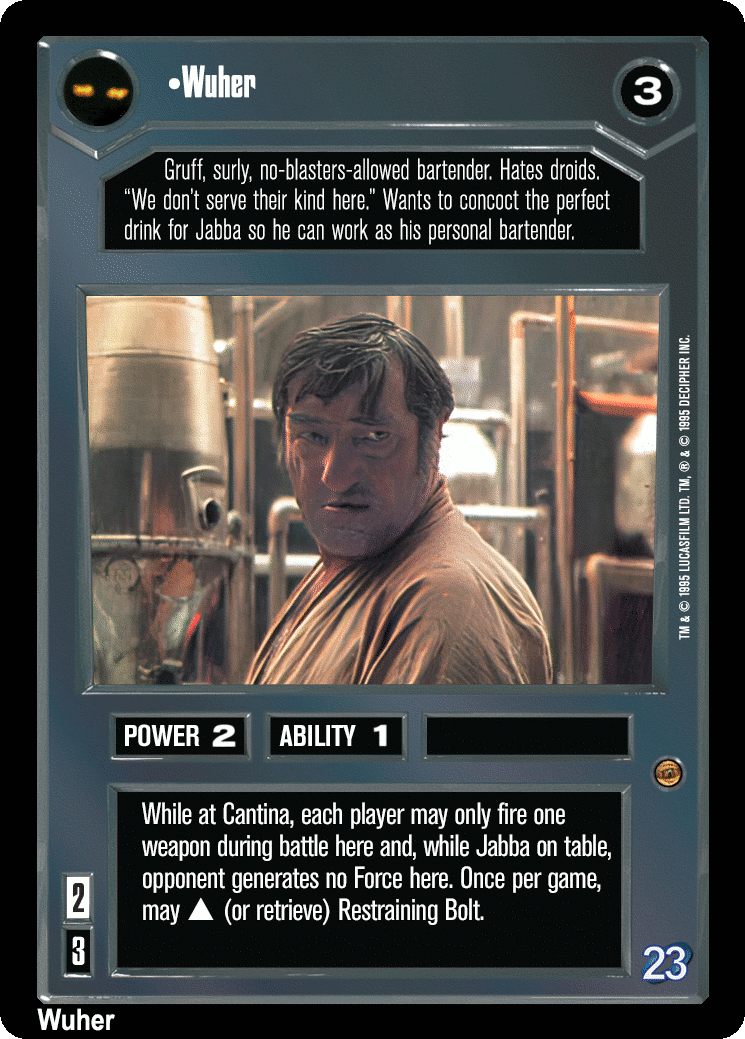 •Wuher
3
Gruff, surly, no-blasters-allowed bartender. Hates droids.
“We don’t serve their kind here.” Wants to concoct the perfect
drink for Jabba so he can work as his personal bartender.
TM & © 1995 LUCASFILM LTD. TM, ® & © 1995 DECIPHER INC.
POWER 2
ABILITY 1
While at Cantina, each player may only fire one
weapon during battle here and, while Jabba on table,
opponent generates no Force here. Once per game,
may ▲ (or retrieve) Restraining Bolt.
2
3
23
Wuher